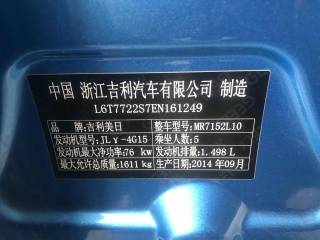 中国 浙江吉利汽车有限公司 制造
L6T7722S7EN161249
品 牌:吉利美日 整车型号:MR7152L10
发动机型号:JLγ-4G15 乘坐人数:5
发动机最大净功率:76 kw 发动机排量:1.498 L
最大允许总质量:1611 kg 生产日期:2014 年09月